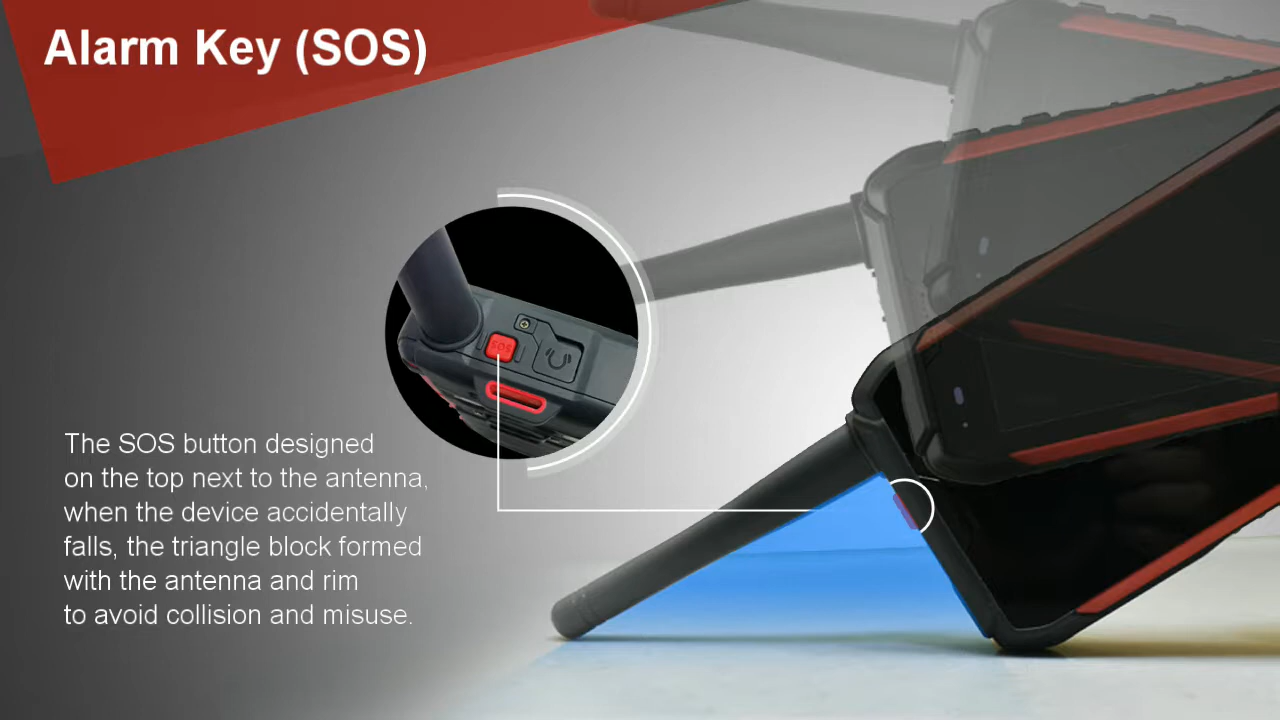 Alarm Key (SOS)
SOS
The SOS button designed
on the top next to the antenna,
when the device accidentally
falls, the triangle block formed
with the antenna and rim
to avoid collision and misuse.